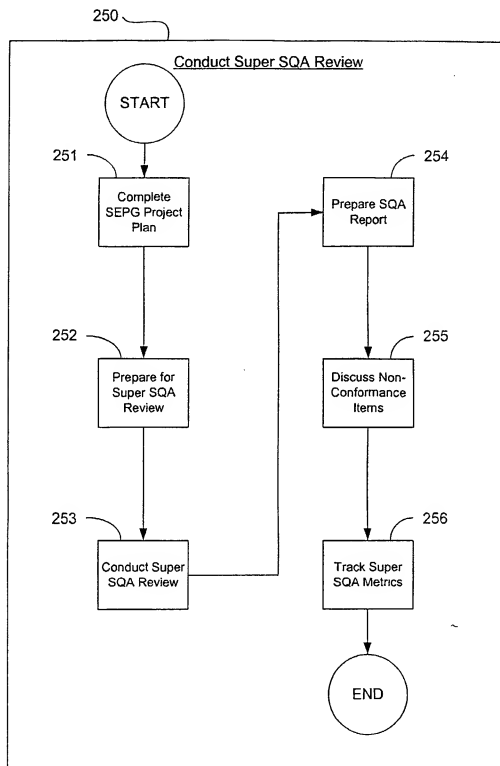 250
Conduct Super SQA Review
START
251
Complete
SEPG Project
Plan
252
Prepare for
Super SQA
Review
253
Conduct Super
SQA Review
254
Prepare SQA
Report
255
Discuss Non-
Conformance
Items
256
Track Super
SQA Metrics
END